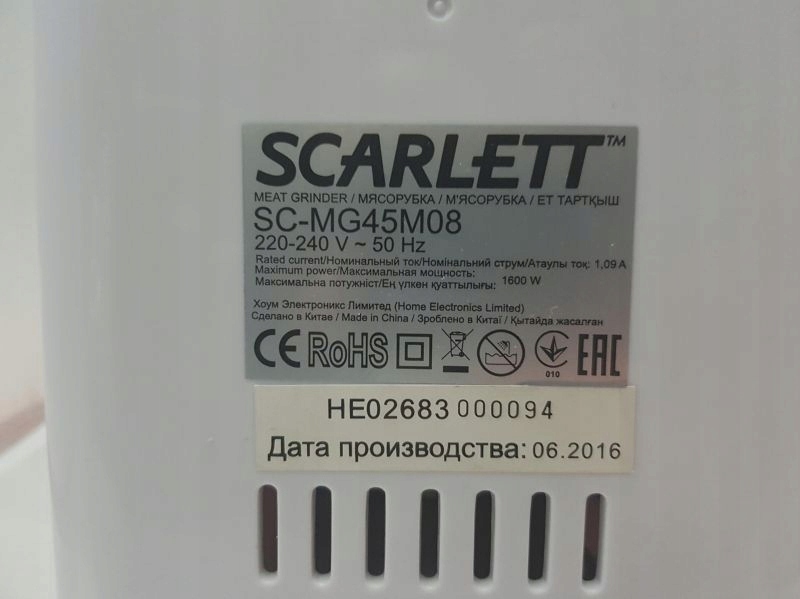 SCARLETT™
MEAT GRINDER / МЯСОРУБКА / М'ЯСОРУБКА / ЕТ ТАРТҚЫШ
SC-MG45M08
220-240 V ~ 50 Hz
Rated current/Номинальный ток/Номінальний струм/Атаулы тоқ: 1,09 A
Maximum power/Максимальная мощность:
Максимальна потужніст/Ең үлкен қуаттылығы: 1600 W
Хоум Электроникс Лимитед (Home Electronics Limited)
Сделано в Китае / Made in China / Зроблено в Китаї / Қытайда жасалған
CE RoHS 010 EAC
HE02683 000094
Дата производства: 06.2016